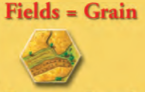 Fields = Grain